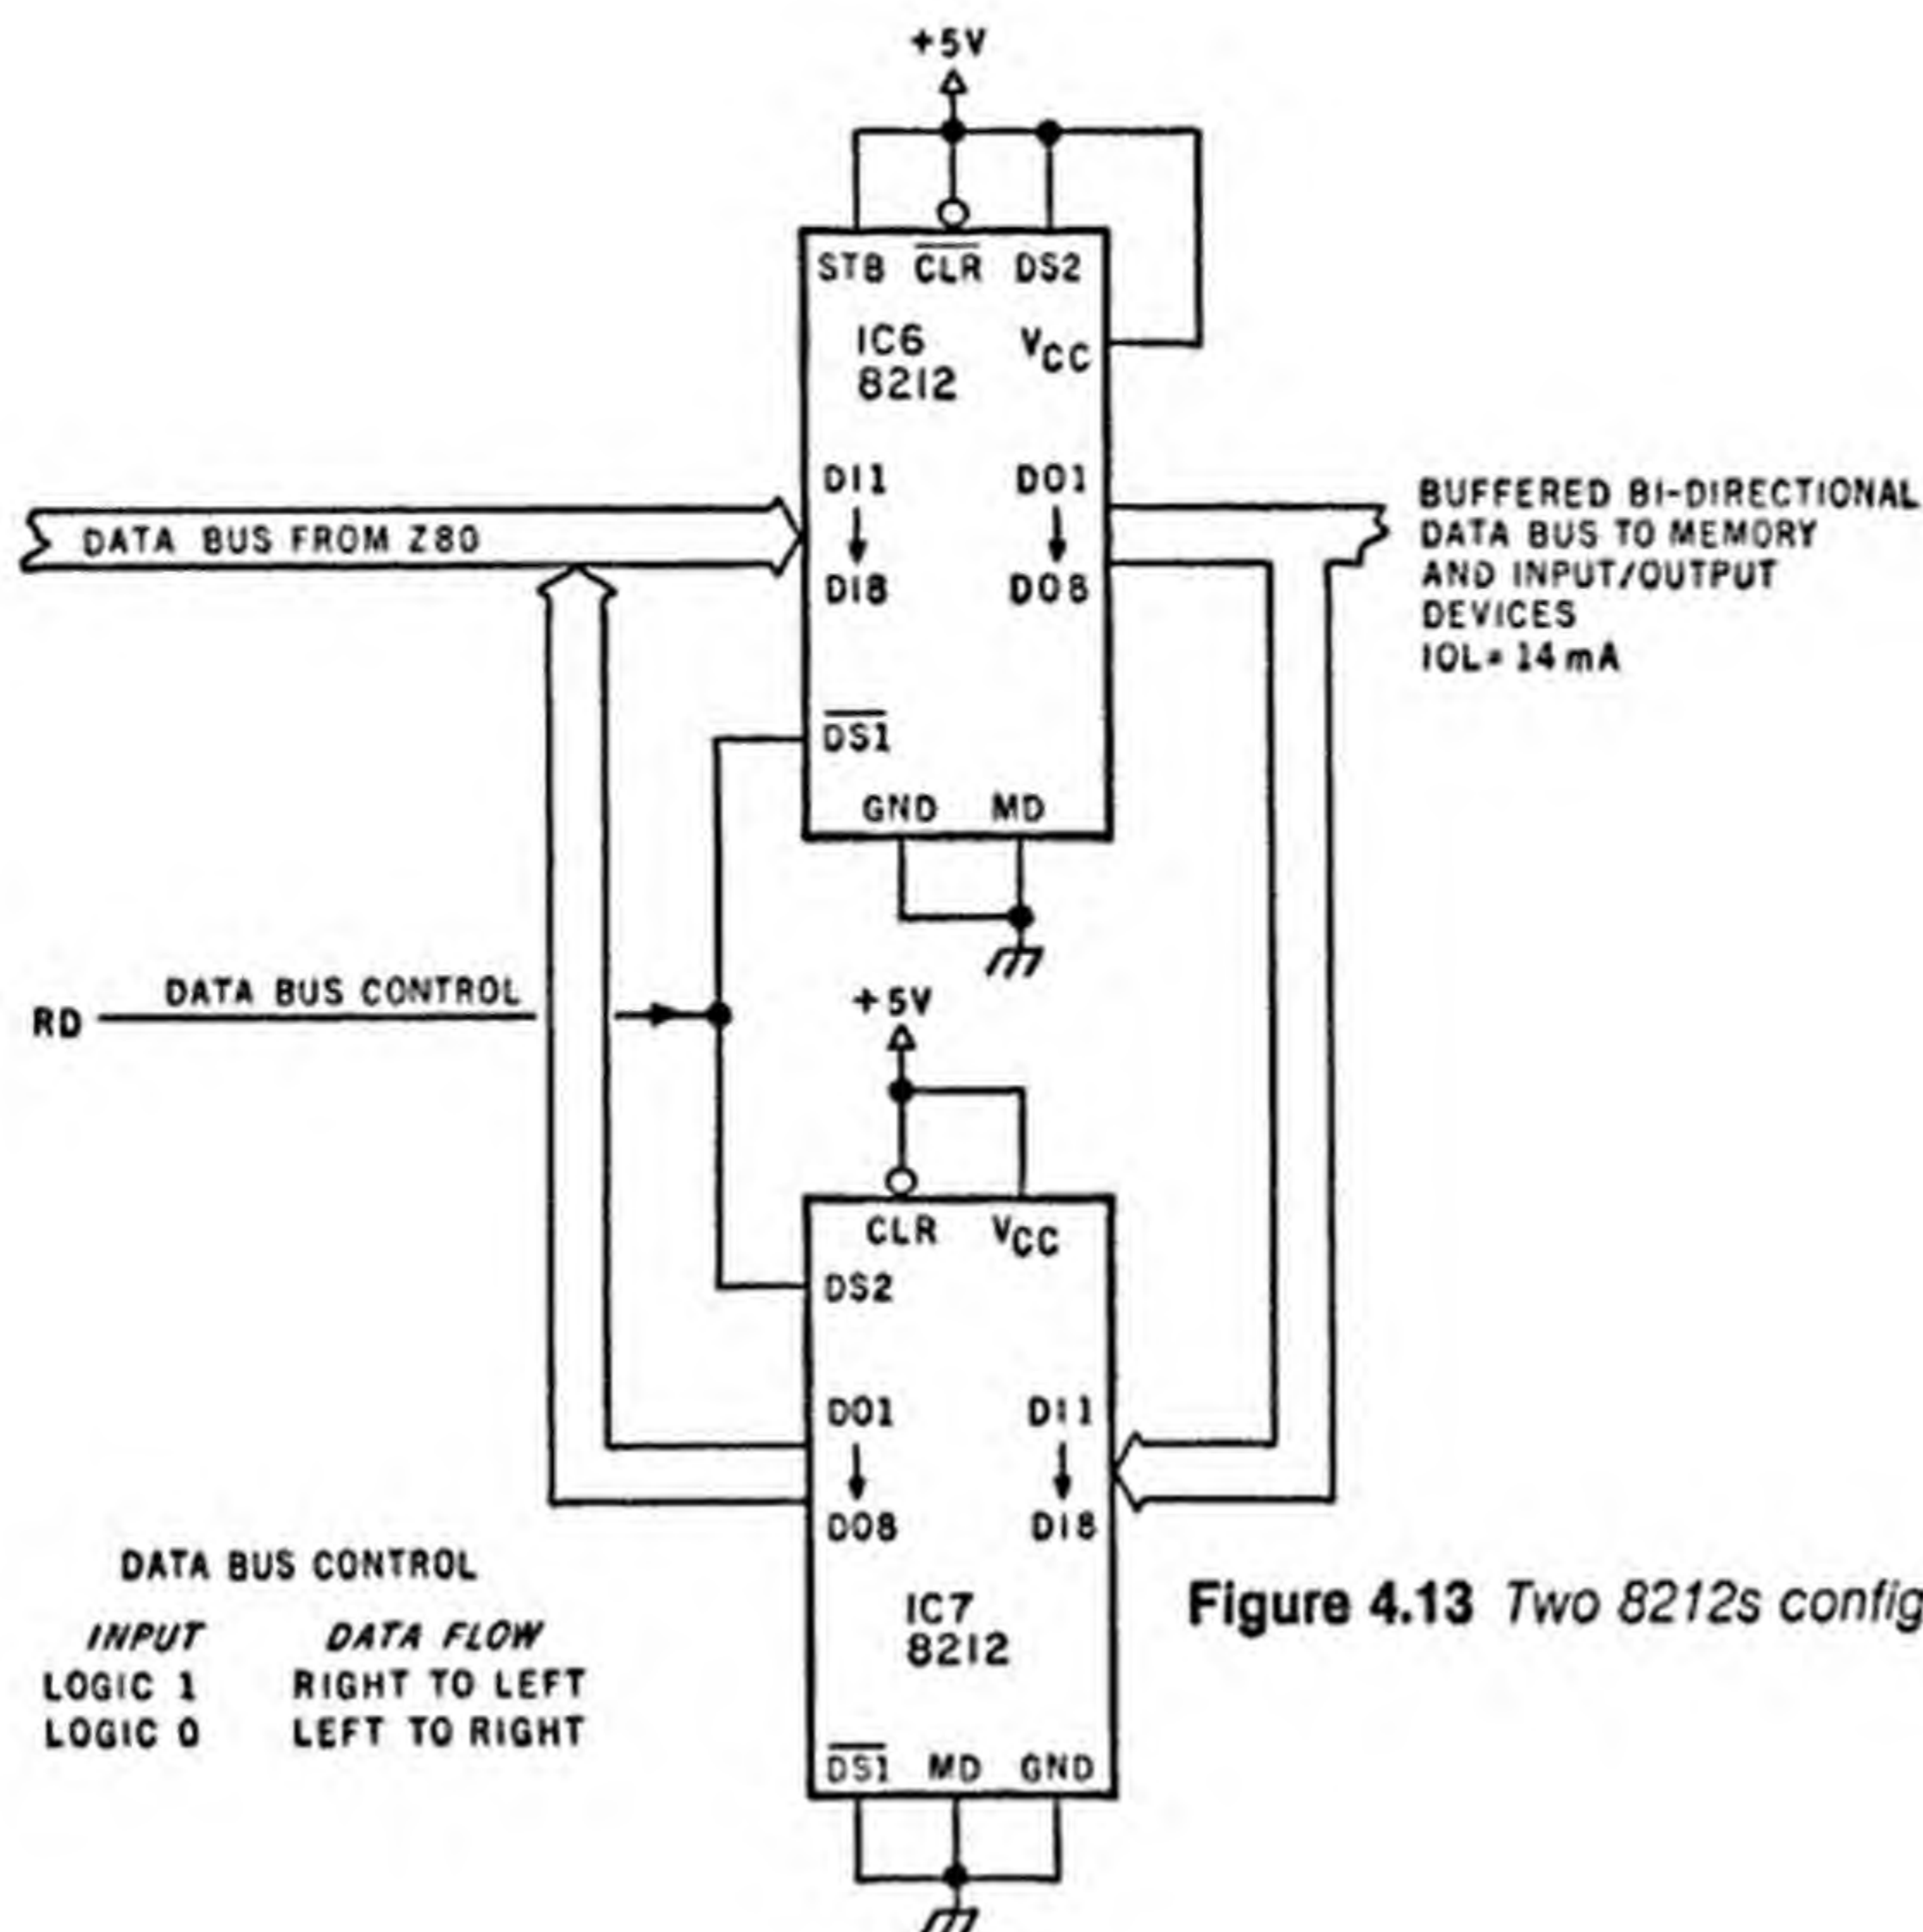 +5V
STB CLR DS2
IC6
8212
VCC
DI1
DI8
DO1
DO8
DS1
GND MD
DATA BUS FROM Z80
BUFFERED BI-DIRECTIONAL
DATA BUS TO MEMORY
AND INPUT/OUTPUT
DEVICES
IOL= 14 mA
RD
DATA BUS CONTROL
+5V
CLR VCC
DS2
DO1
DO8
DI1
DI8
IC7
8212
DS1 MD GND
DATA BUS CONTROL
INPUT DATA FLOW
LOGIC 1 RIGHT TO LEFT
LOGIC 0 LEFT TO RIGHT
Figure 4.13 Two 8212s config